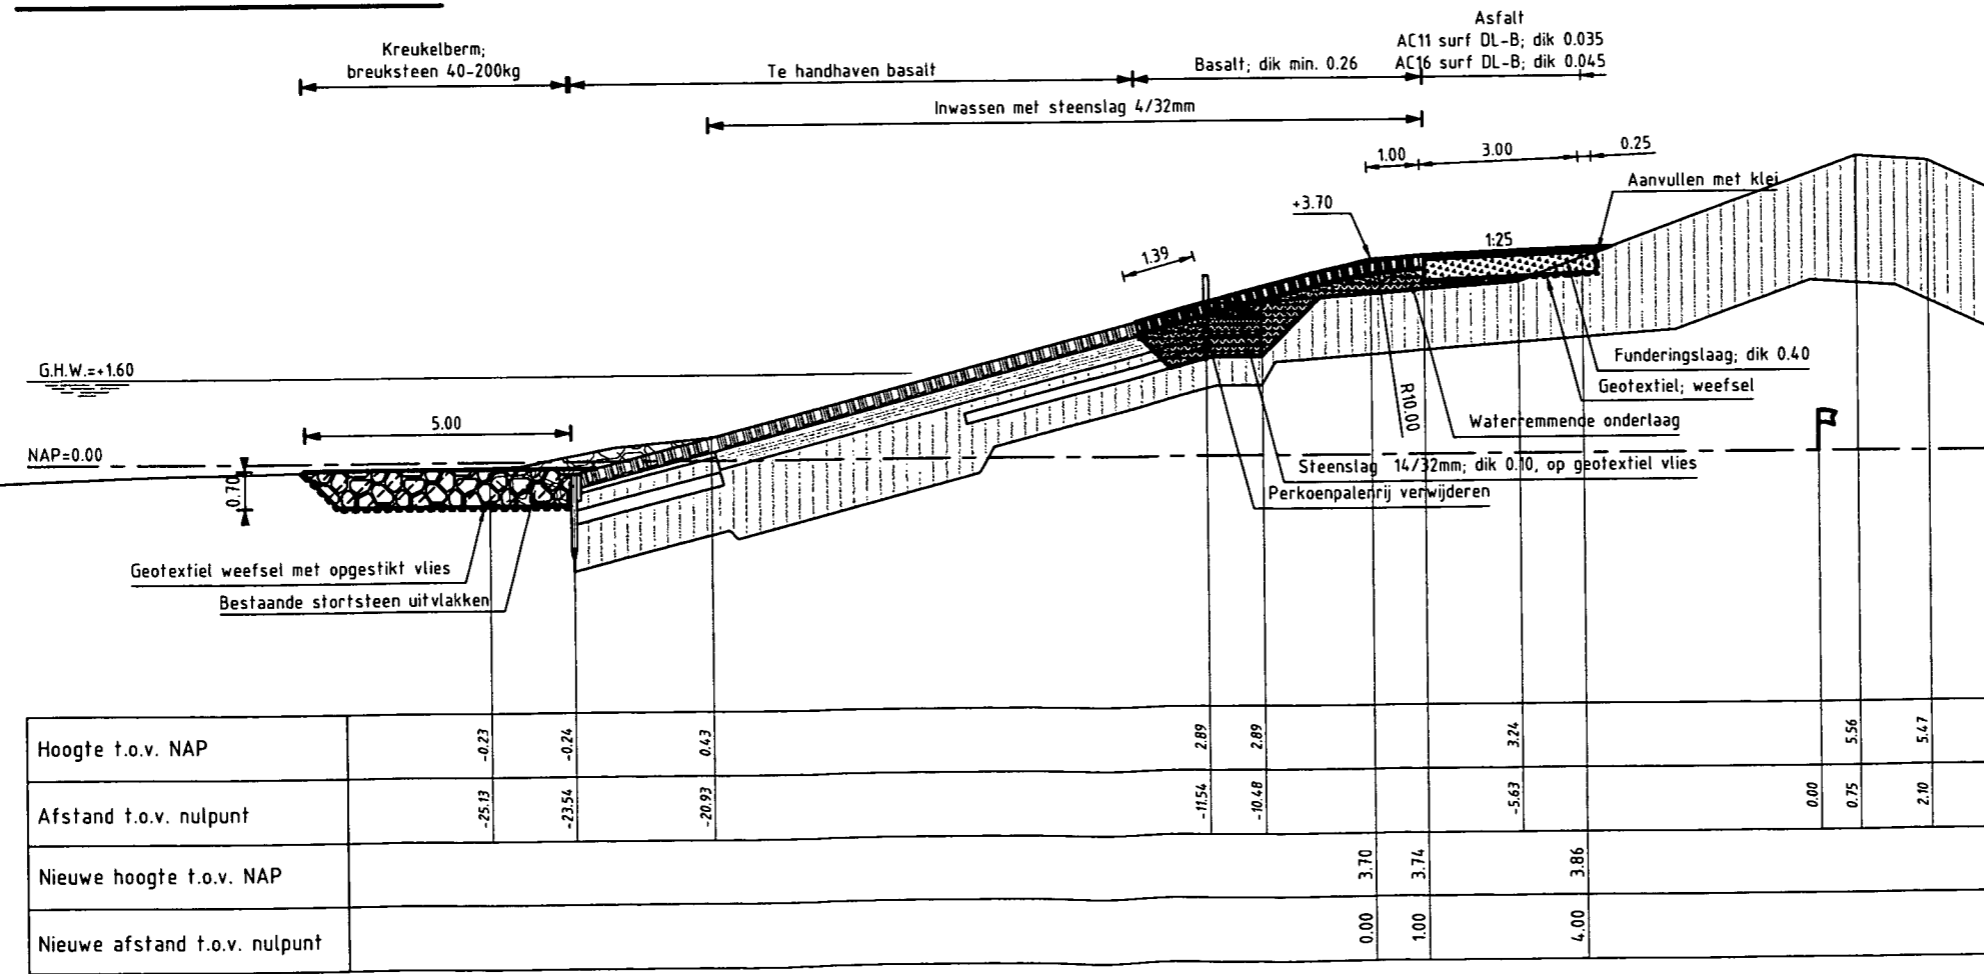 Asfalt
Kreukelberm;
breuksteen 40-200kg
Te handhaven basalt
Basalt; dik min. 0.26
AC11 surf DL-B; dik 0.035
AC16 surf DL-B; dik 0.045
Inwassen met steenslag 4/32mm
1.00
3.00
0.25
Aanvullen met klei
+3.70
1:25
1.39
G.H.W.=+1.60
Funderingslaag; dik 0.40
Geotextiel; weefsel
R10.00
Waterremmende onderlaag
5.00
NAP=0.00
0.70
Steenslag 14/32mm; dik 0.10, op geotextiel vlies
Perkoenpalenrij verwijderen
Geotextiel weefsel met opgestikt vlies
Bestaande stortsteen uitvlakken
Hoogte t.o.v. NAP -0.23 -0.24 0.43 2.89 2.89 3.24 5.56 5.47
Afstand t.o.v. nulpunt -25.13 -23.54 -20.93 -11.54 -10.48 -5.63 0.00 0.75 2.10
Nieuwe hoogte t.o.v. NAP 3.70 3.74 3.86
Nieuwe afstand t.o.v. nulpunt 0.00 1.00 4.00